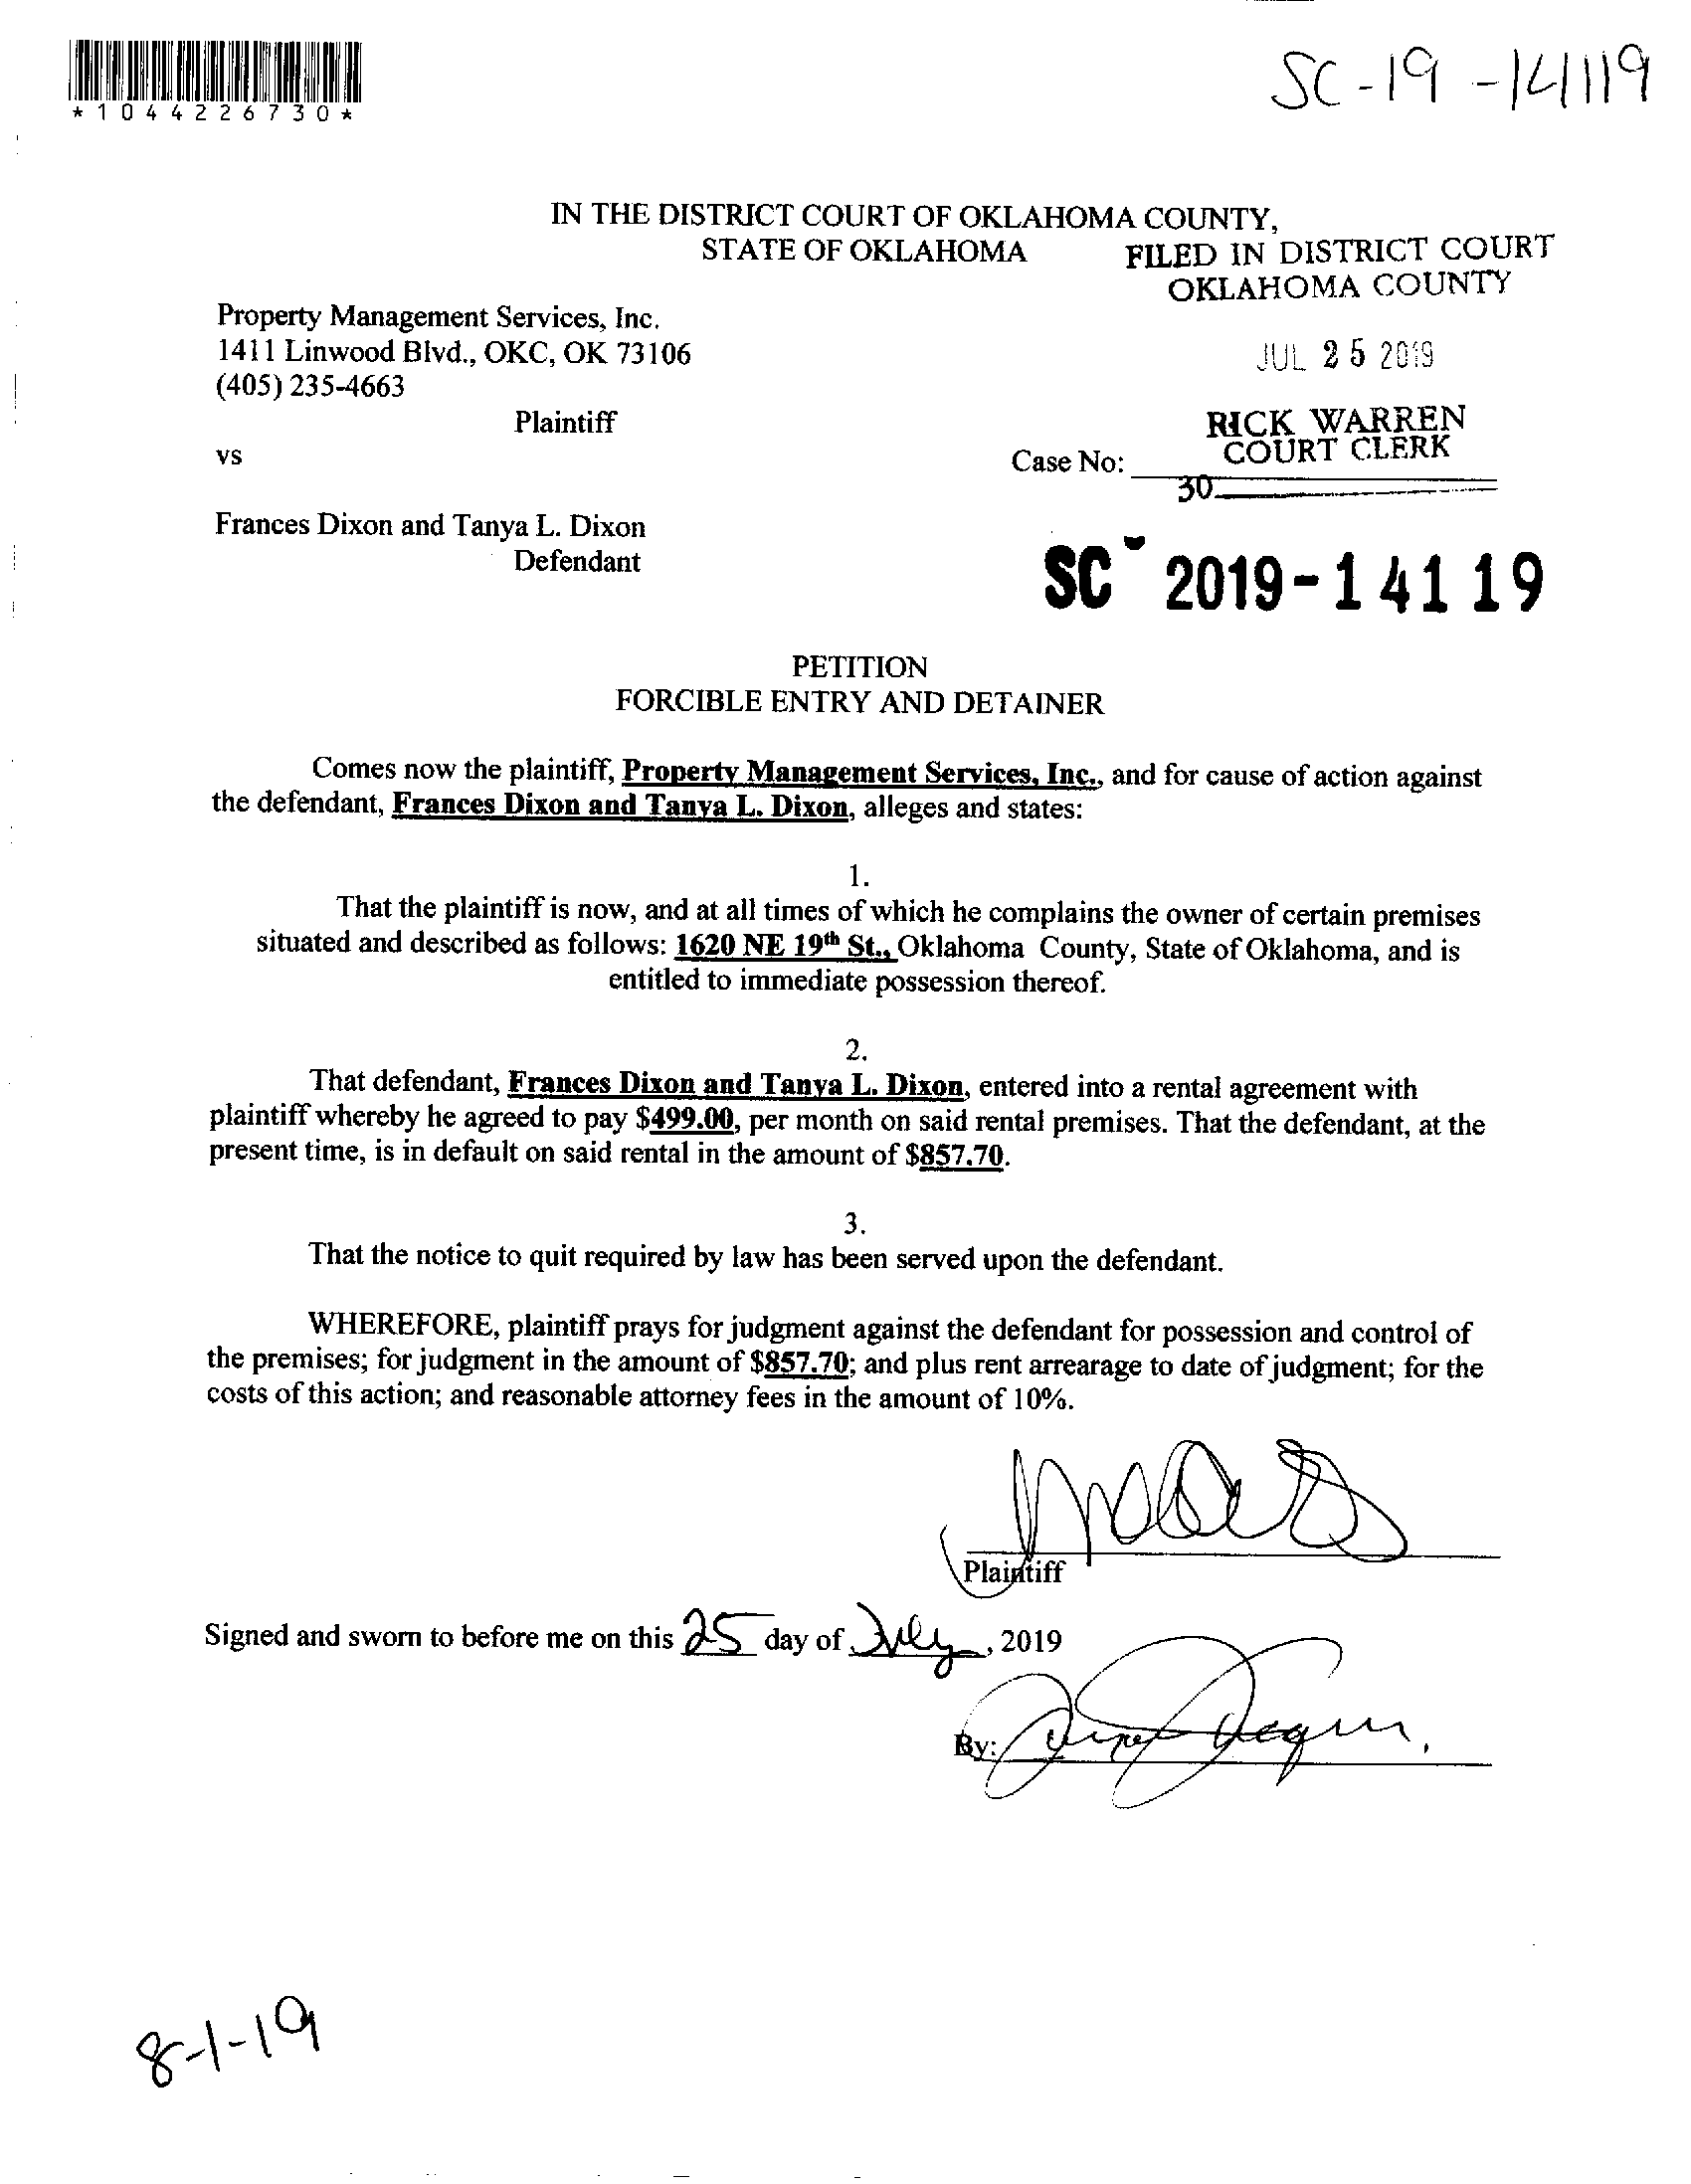 *1044226730*
SC-19-14119
IN THE DISTRICT COURT OF OKLAHOMA COUNTY,
STATE OF OKLAHOMA
FILED IN DISTRICT COURT
OKLAHOMA COUNTY
Property Management Services, Inc.
1411 Linwood Blvd., OKC, OK 73106
(405) 235-4663
JUL 25 2019
Plaintiff
RICK WARREN
COURT CLERK
vs
Case No:
30
Frances Dixon and Tanya L. Dixon
Defendant
SC-2019-14119
PETITION
FORCIBLE ENTRY AND DETAINER
Comes now the plaintiff, Property Management Services, Inc., and for cause of action against
the defendant, Frances Dixon and Tanya L. Dixon, alleges and states:
1.
That the plaintiff is now, and at all times of which he complains the owner of certain premises
situated and described as follows: 1620 NE 19th St., Oklahoma County, State of Oklahoma, and is
entitled to immediate possession thereof.
2.
That defendant, Frances Dixon and Tanya L. Dixon, entered into a rental agreement with
plaintiff whereby he agreed to pay $499.00, per month on said rental premises. That the defendant, at the
present time, is in default on said rental in the amount of $857.70.
3.
That the notice to quit required by law has been served upon the defendant.
WHEREFORE, plaintiff prays for judgment against the defendant for possession and control of
the premises; for judgment in the amount of $857.70; and plus rent arrearage to date of judgment; for the
costs of this action; and reasonable attorney fees in the amount of 10%.
Plaintiff
Signed and sworn to before me on this 25 day of July, 2019
By:
8-1-19